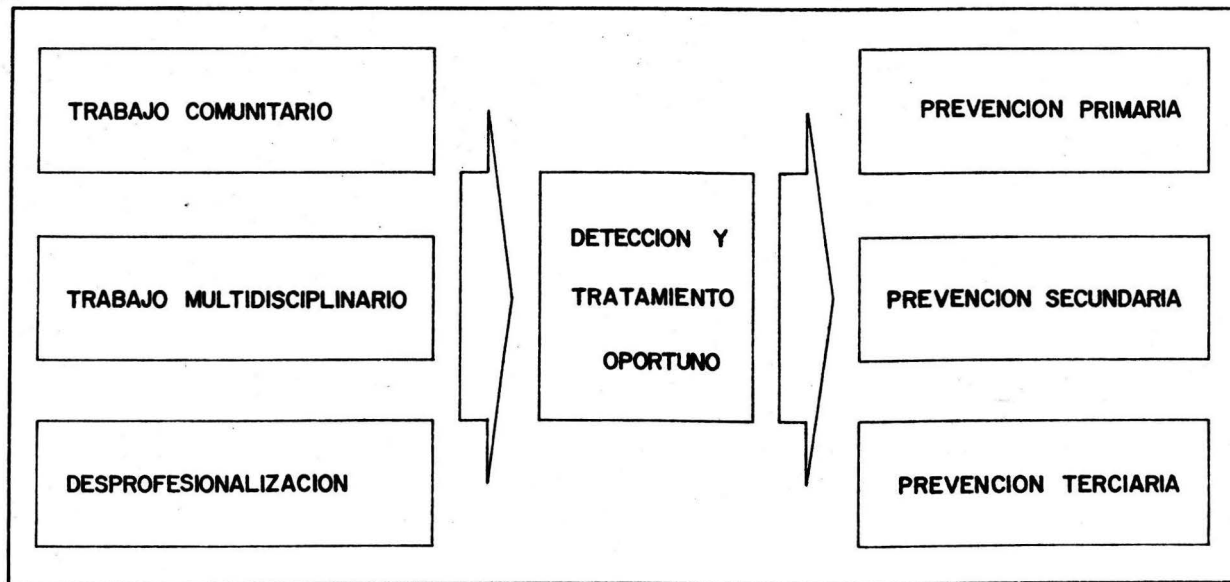 TRABAJO COMUNITARIO
TRABAJO MULTIDISCIPLINARIO
DESPROFESIONALIZACION
DETECCION Y
TRATAMIENTO
OPORTUNO
PREVENCION PRIMARIA
PREVENCION SECUNDARIA
PREVENCION TERCIARIA